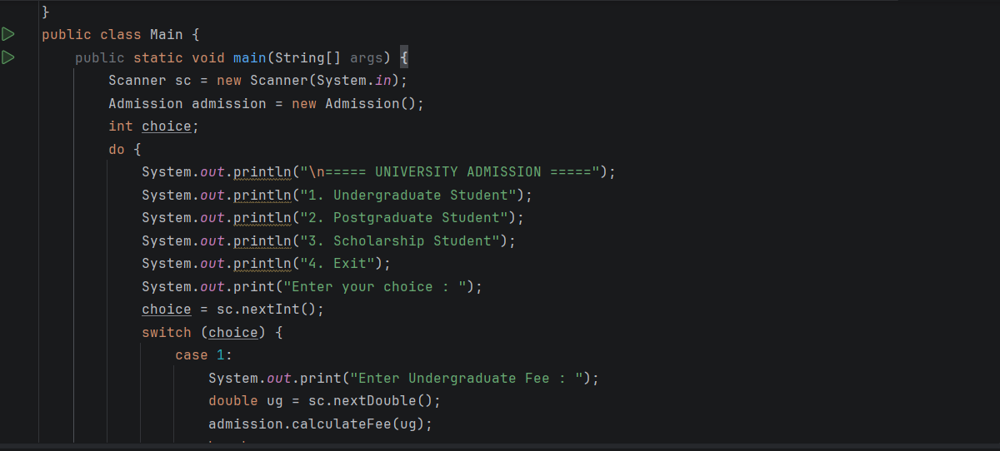 }
public class Main {
public static void main(String[] args) {
Scanner sc = new Scanner(System.in);
Admission admission = new Admission();
int choice;
do {
System.out.println("\n===== UNIVERSITY ADMISSION =====");
System.out.println("1. Undergraduate Student");
System.out.println("2. Postgraduate Student");
System.out.println("3. Scholarship Student");
System.out.println("4. Exit");
System.out.print("Enter your choice : ");
choice = sc.nextInt();
switch (choice) {
case 1:
System.out.print("Enter Undergraduate Fee : ");
double ug = sc.nextDouble();
admission.calculateFee(ug);